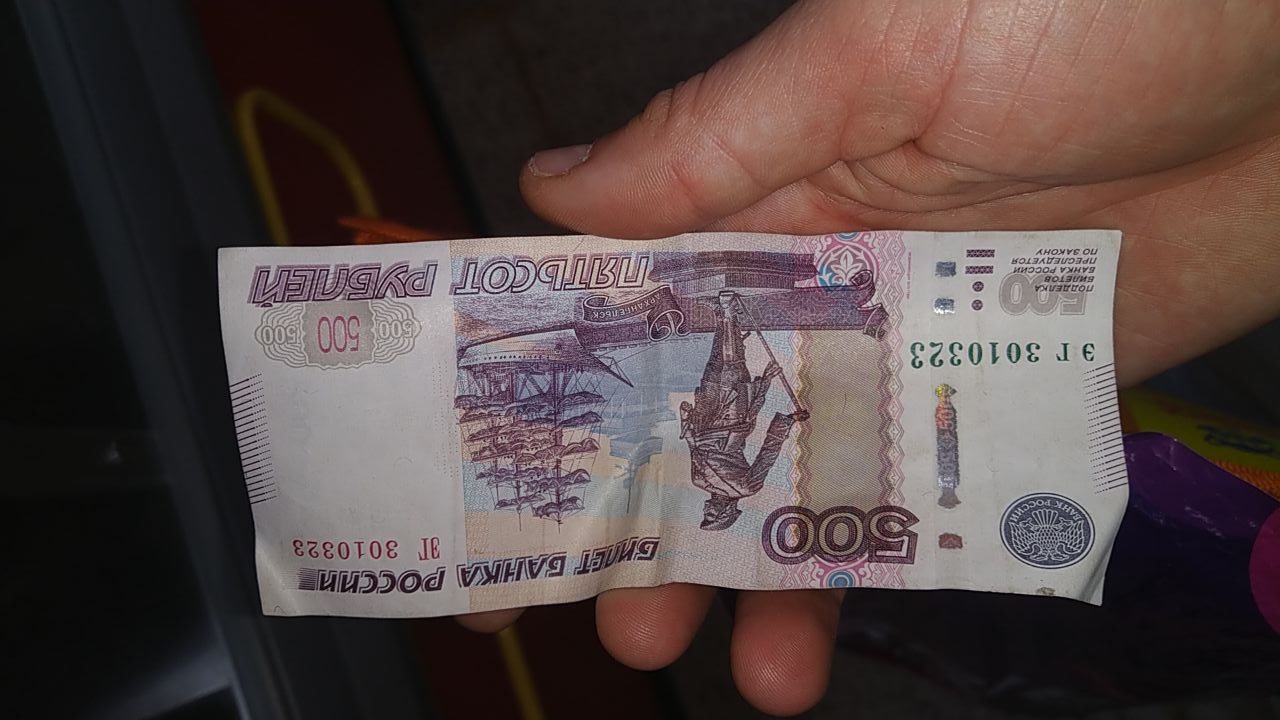 БИЛЕТ БАНКА РОССИИ
ЭГ 3010323
500
БАНК РОССИИ
АРХАНГЕЛЬСК
ЭГ 3010323
500
ПОДДЕЛКА
БИЛЕТОВ
БАНКА РОССИИ
ПРЕСЛЕДУЕТСЯ
ПО ЗАКОНУ
500 500 500
ПЯТЬСОТ РУБЛЕЙ